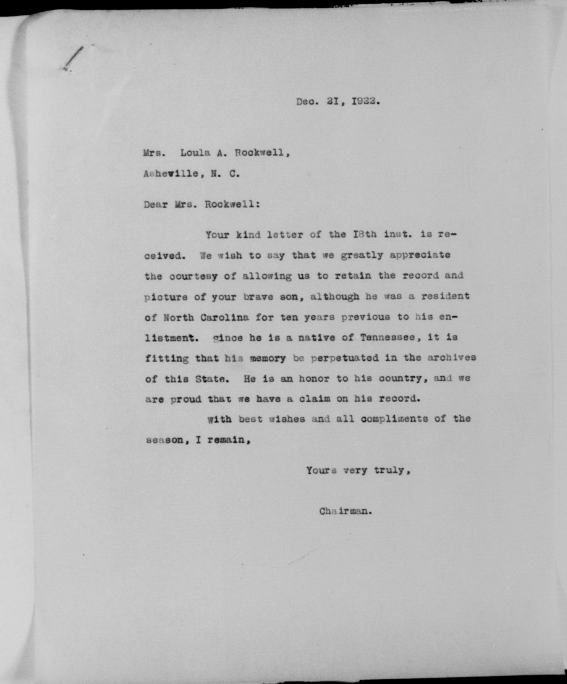 Dec. 2I, I922.
Mrs. Loula A. Rockwell,
Asheville, N. C.
Dear Mrs. Rockwell:
Your kind letter of the I8th inst. is re-
ceived. We wish to say that we greatly appreciate
the courtesy of allowing us to retain the record and
picture of your brave son, although he was a resident
of North Carolina for ten years previous to his en-
listment. since he is a native of Tennessee, it is
fitting that his memory be perpetuated in the archives
of this State. He is an honor to his country, and we
are proud that we have a claim on his record.
with best wishes and all compliments of the
season, I remain,
Yours very truly,
Chairman.